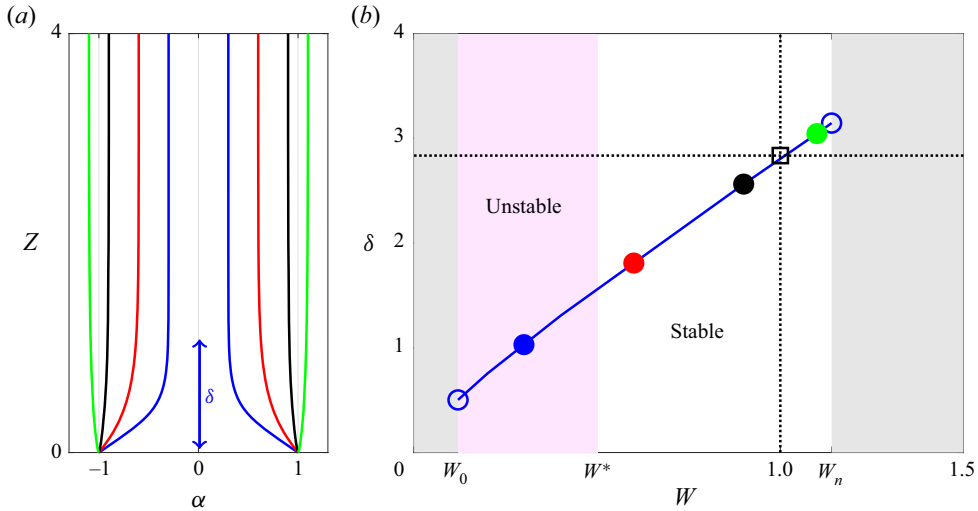 (a)
4
Z
δ
0
−1
0
1
α
(b)
4
3
δ
2
1
Unstable
Stable
0
W0
W*
1.0
Wn
1.5
W